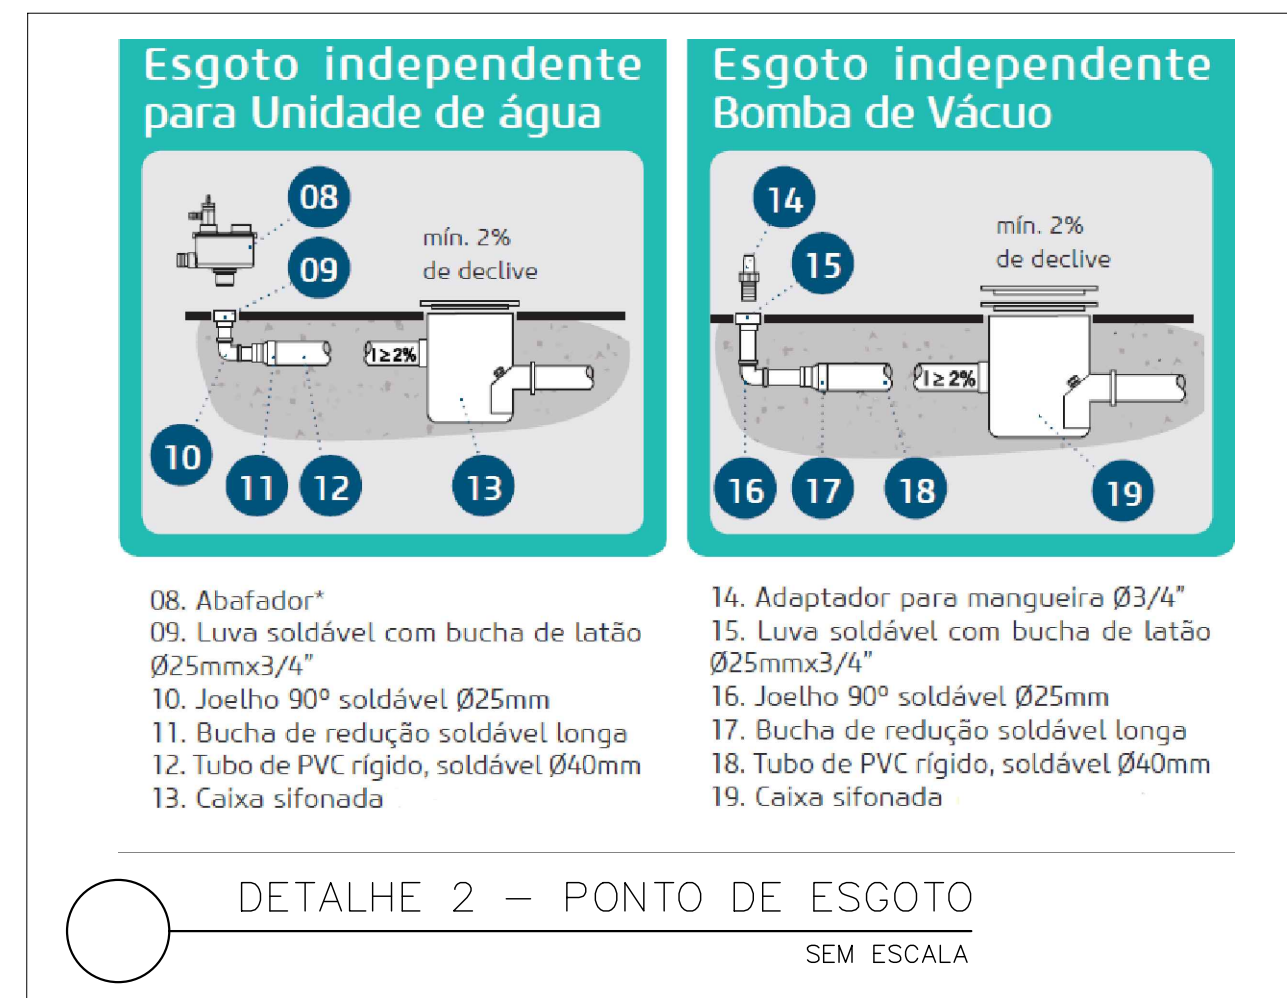 Esgoto independente
para Unidade de água
08
09
mín. 2%
de declive
I ≥ 2%
10
11
12
13
08. Abafador*
09. Luva soldável com bucha de latão
Ø25mmx3/4”
10. Joelho 90º soldável Ø25mm
11. Bucha de redução soldável longa
12. Tubo de PVC rígido, soldável Ø40mm
13. Caixa sifonada
Esgoto independente
Bomba de Vácuo
14
15
mín. 2%
de declive
I ≥ 2%
16
17
18
19
14. Adaptador para mangueira Ø3/4”
15. Luva soldável com bucha de latão
Ø25mmx3/4”
16. Joelho 90º soldável Ø25mm
17. Bucha de redução soldável longa
18. Tubo de PVC rígido, soldável Ø40mm
19. Caixa sifonada
DETALHE 2 – PONTO DE ESGOTO
SEM ESCALA